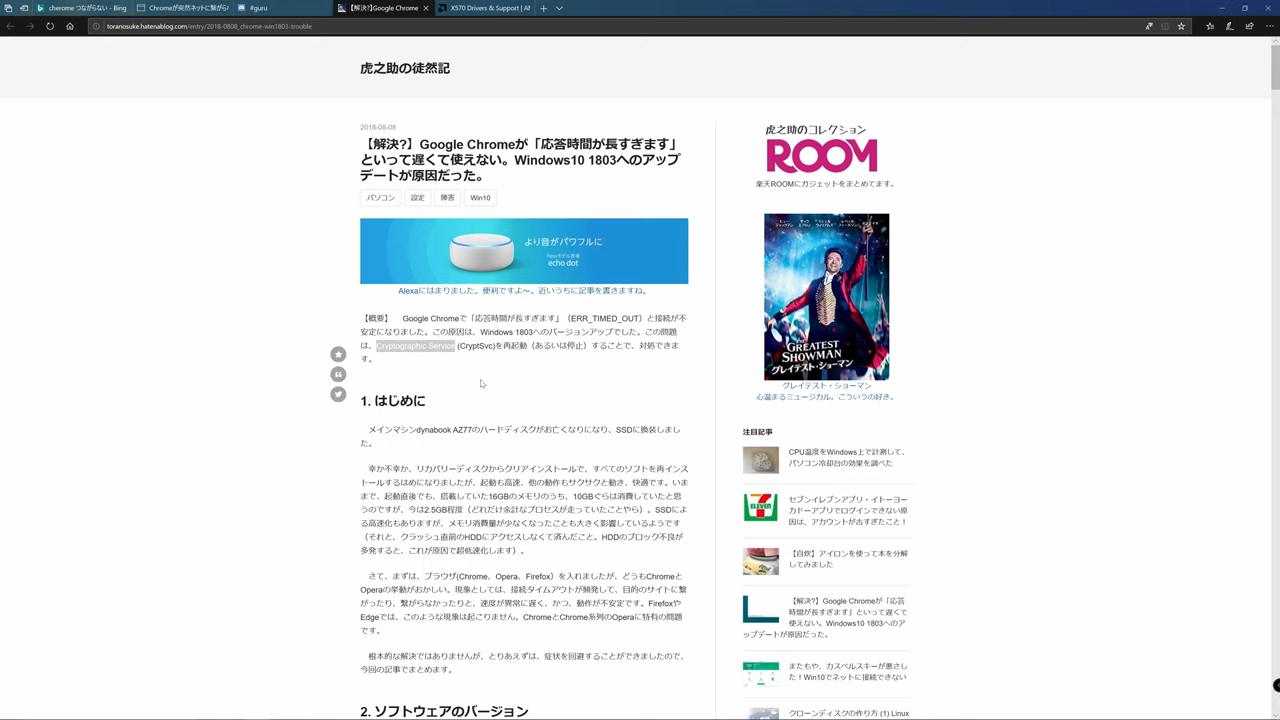 cherome つながらない - Bing
Chromeが突然ネットに繋がら
#guru
【解決?】Google Chrome
X570 Drivers & Support | AM
toranosuke.hatenablog.com/entry/2018-0808_chrome-win1803-trouble
虎之助の徒然記
2018-08-08
【解決?】Google Chromeが「応答時間が長すぎます」
といって遅くて使えない。Windows10 1803へのアップ
デートが原因だった。
パソコン 設定 障害 Win10
より音がパワフルに
Newモデル登場
echo dot
Alexaにはまりました。便利ですよ～。近いうちに記事を書きますね。
【概要】 Google Chromeで「応答時間が長すぎます」（ERR_TIMED_OUT）と接続が不
安定になりました。この原因は、Windows 1803へのバージョンアップでした。この問題
は、Cryptographic Service (CryptSvc)を再起動（あるいは停止）することで、対処できま
す。
1. はじめに
メインマシンdynabook AZ77のハードディスクがお亡くなりになり、SSDに換装しまし
た。
幸か不幸か、リカバリーディスクからクリアインストールで、すべてのソフトを再インス
トールするはめになりましたが、起動も高速、他の動作もサクサクと動き、快適です。い
ままで、起動直後でも、搭載していた16GBのメモリのうち、10GBぐらは消費していたと思
うのですが、今は2.5GB程度（どれだけ余計なプロセスが走っていたことやら）。SSDによ
る高速化もありますが、メモリ消費量が少なくなったことも大きく影響しているようです
（それと、クラッシュ直前のHDDにアクセスしなくて済んだこと。HDDのブロック不良が
多発すると、これが原因で超低速化します）。
さて、まずは、ブラウザ(Chrome、Opera、Firefox）を入れましたが、どうもChromeと
Operaの挙動がおかしい。現象としては、接続タイムアウトが頻発して、目的のサイトに繋
がったり、繋がらなかったりと、速度が異常に遅く、かつ、動作が不安定です。Firefoxや
Edgeでは、このような現象は起こりません。ChromeとChrome系列のOperaに特有の問題
です。
根本的な解決ではありませんが、とりあえずは、症状を回避することができましたので、
今回の記事でまとめます。
2. ソフトウェアのバージョン
虎之助のコレクション
ROOM
楽天ROOMにガジェットをまとめてます。
GREATEST
SHOWMAN
グレイテスト・ショーマン
グレイテスト・ショーマン
心温まるミュージカル。こういうの好き。
注目記事
CPU温度をWindows上で計測して、
パソコン冷却台の効果を調べた
セブンイレブンアプリ・イトーヨー
カドーアプリでログインできない原
因は、アカウントが古すぎたこと！
【自炊】アイロンを使って本を分解
してみました
【解決?】Google Chromeが「応答
時間が長すぎます」といって遅くて
使えない。Windows10 1803へのア
ップデートが原因だった。
またもや、カスペルスキーが悪さし
た！Win10でネットに接続できない
クローンディスクの作り方 (1) Linux